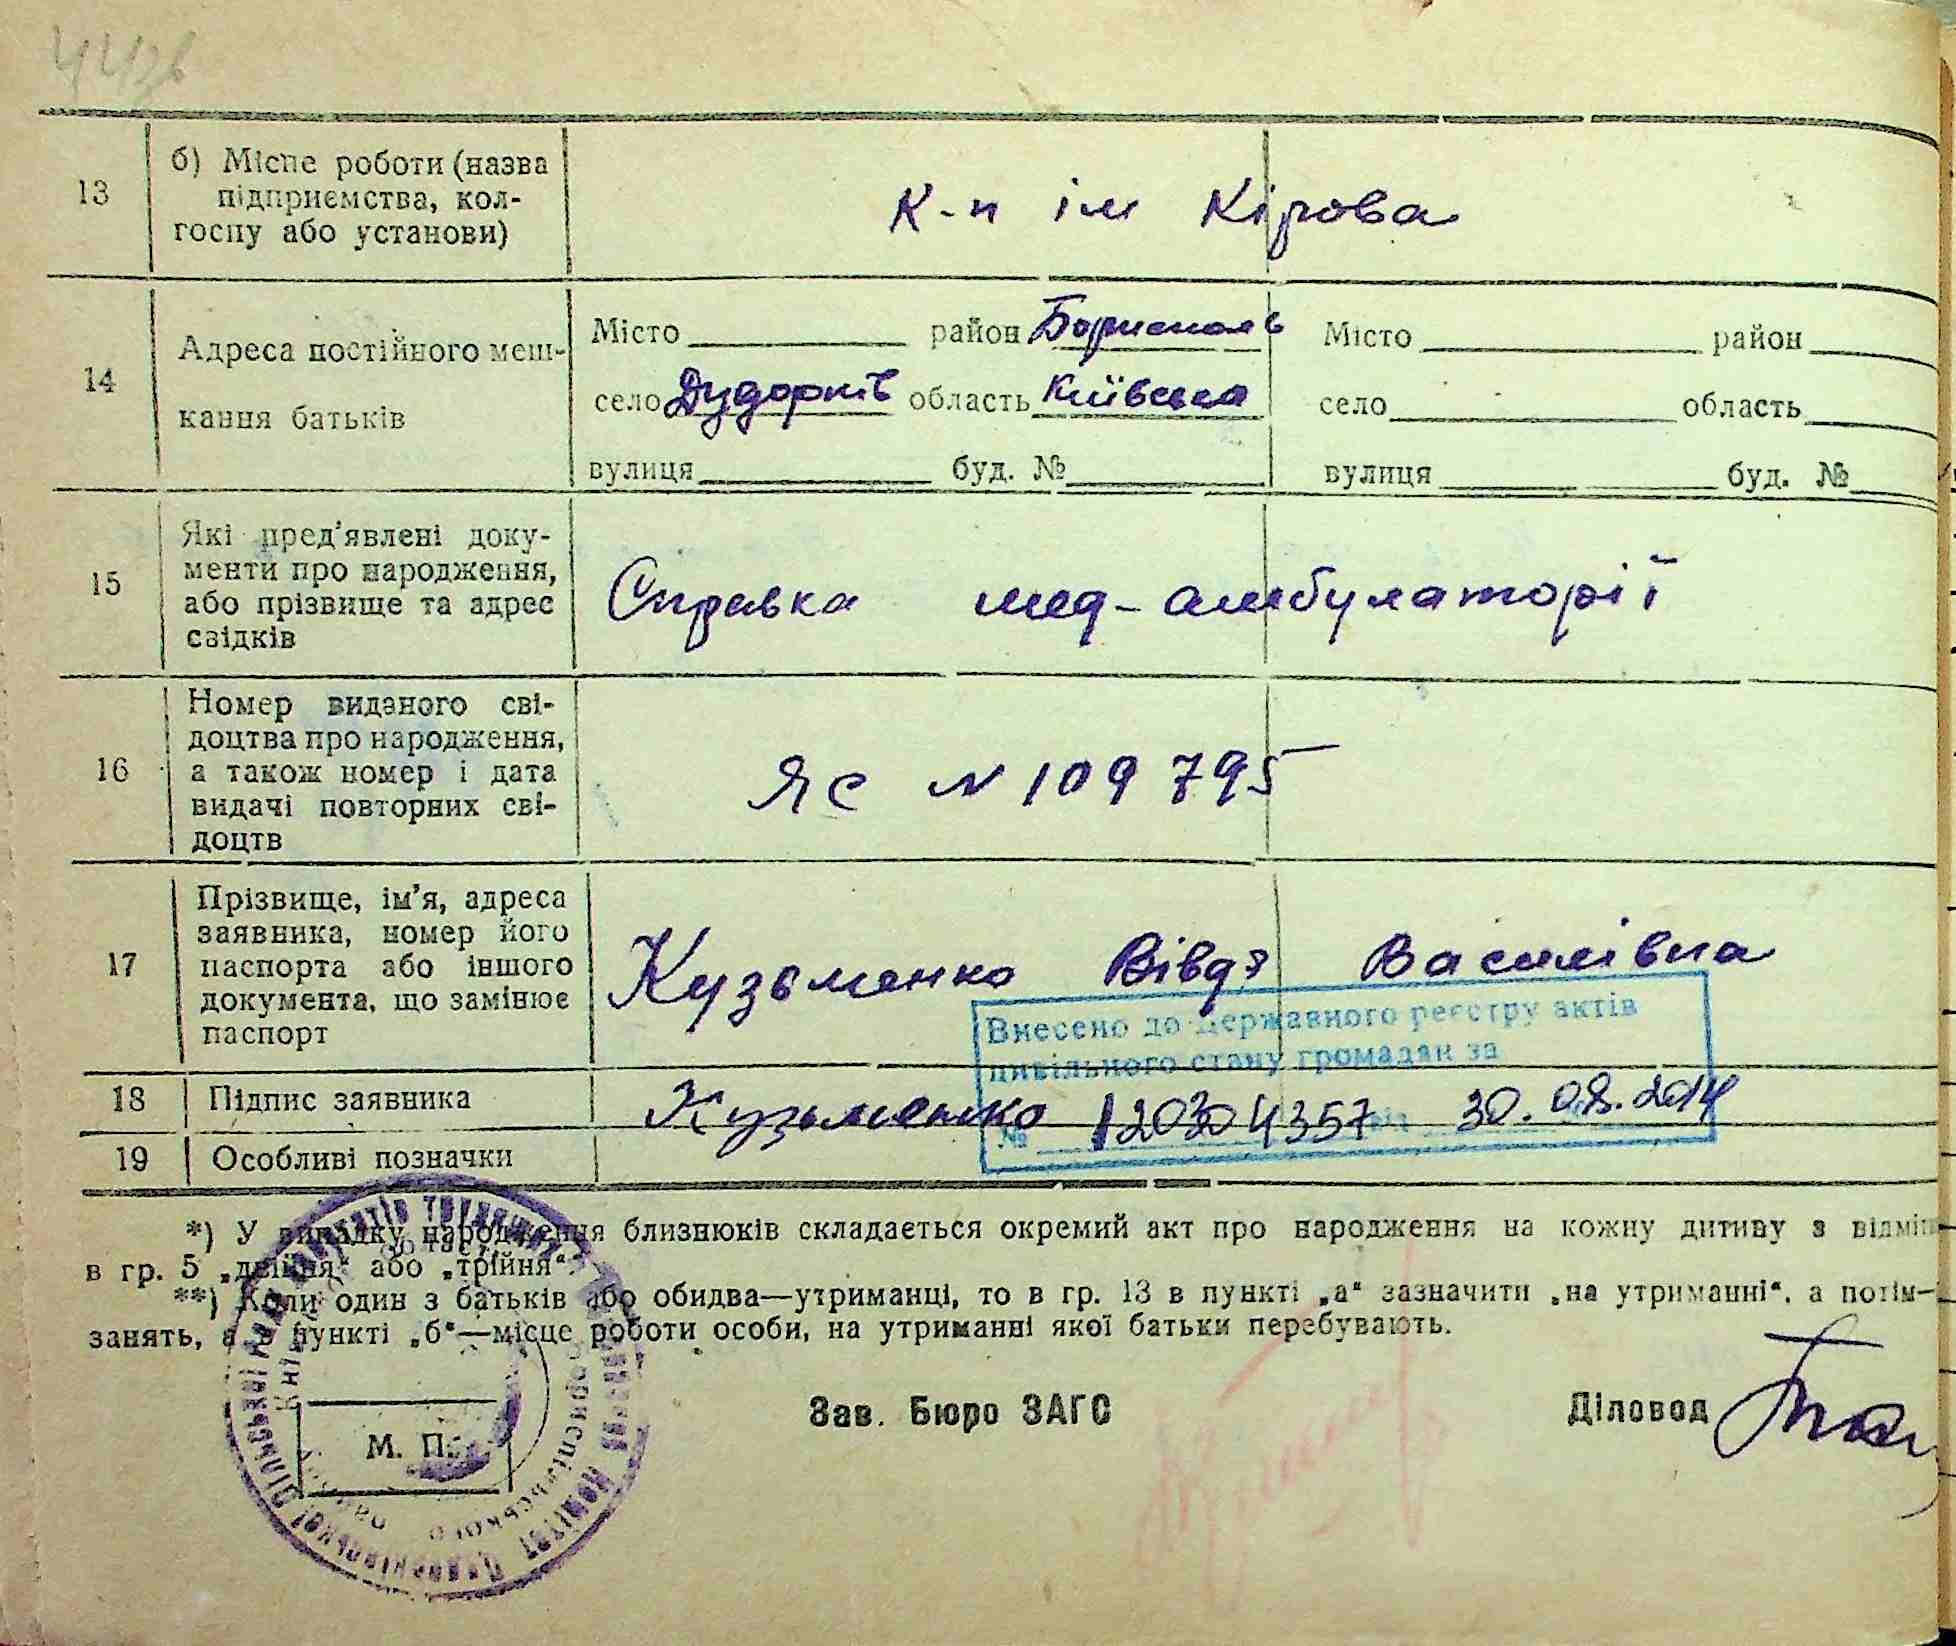 13
б) Місце роботи (назва
підприємства, кол-
госпу або установи)
К-п ім Кірова
14
Адреса постійного меш-
кання батьків
Місто район Бориспол в
село Дударків область Київська
вулиця буд. №
Місто район
село область
вулиця буд. №
15
Які пред'явлені доку-
менти про народження,
або прізвище та адрес
свідків
Справка мед-амбулаторії
16
Номер виданого сві-
доцтва про народження,
а також номер і дата
видачі повторних сві-
доцтв
ЯС N 109795
17
Прізвище, ім'я, адреса
заявника, номер його
паспорта або іншого
документа, що замінює
паспорт
Кузьменко Вівдя Василівна
Внесено до Державного реєстру актів
цивільного стану громадян за
№ 120304357 від 30.08.2014
18
Підпис заявника
Кузьменко
19
Особливі позначки
*) У випадку народження близнюків складається окремий акт про народження на кожну дитину з відміт
в гр. 5 „двійня“ або „трійня“.
**) Коли один з батьків або обидва—утриманці, то в гр. 13 в пункті „а“ зазначити „на утриманні“, а потім—
занять, а в пункті „б“—місце роботи особи, на утриманні якої батьки перебувають.
Зав. Бюро ЗАГС
Діловод
М. П.